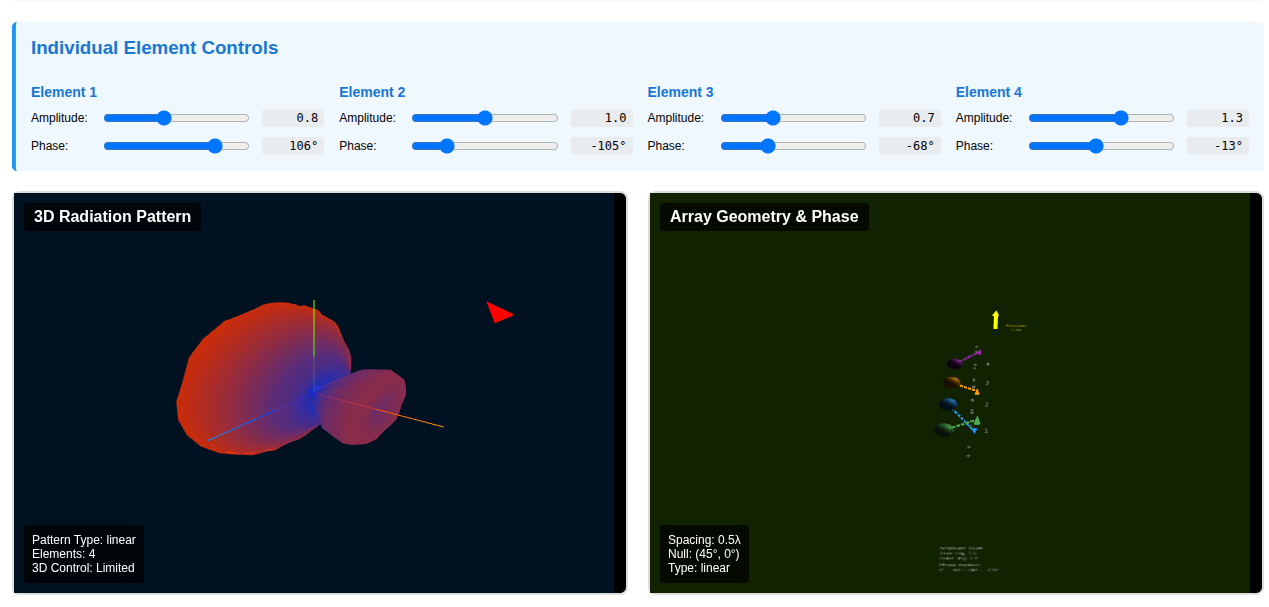 Individual Element Controls
Element 1
Amplitude: 0.8
Phase: 106°
Element 2
Amplitude: 1.0
Phase: -105°
Element 3
Amplitude: 0.7
Phase: -68°
Element 4
Amplitude: 1.3
Phase: -13°
3D Radiation Pattern
Pattern Type: linear
Elements: 4
3D Control: Limited
Array Geometry & Phase
4
3
2
1
Spacing: 0.5λ
Null: (45°, 0°)
Type: linear